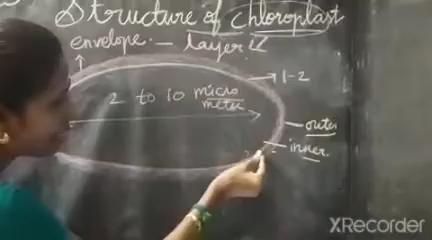 Structure of chloroplast
envelope - layer
1-2
2 to 10 micro
meter
outer
inner
XRecorder